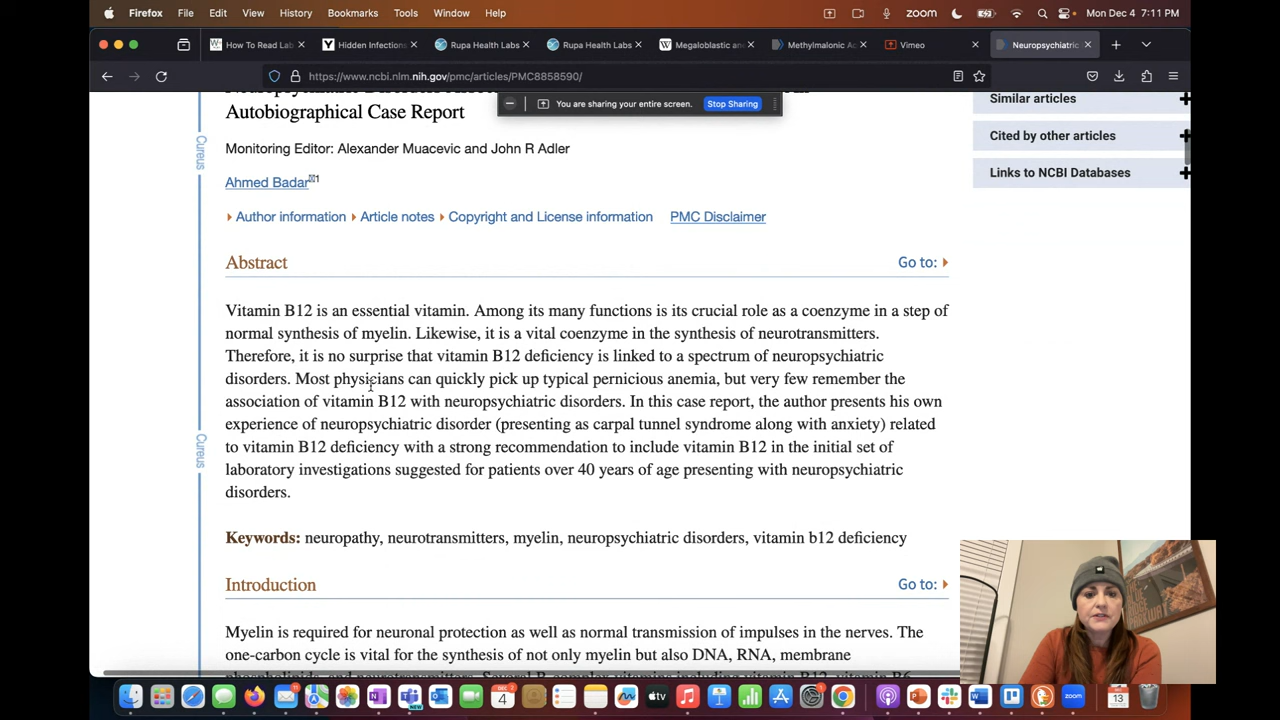 Firefox File Edit View History Bookmarks Tools Window Help zoom Mon Dec 4 7:11 PM
How To Read Lab Hidden Infections Rupa Health Labs Rupa Health Labs Megaloblastic an Methylmalonic Ac Vimeo Neuropsychiatric
https://www.ncbi.nlm.nih.gov/pmc/articles/PMC8858590/
You are sharing your entire screen. Stop Sharing
Similar articles
Autobiographical Case Report
Cited by other articles
Monitoring Editor: Alexander Muacevic and John R Adler
Links to NCBI Databases
Cureus
Ahmed Badar 1
Author information Article notes Copyright and License information PMC Disclaimer
Abstract Go to:
Vitamin B12 is an essential vitamin. Among its many functions is its crucial role as a coenzyme in a step of
normal synthesis of myelin. Likewise, it is a vital coenzyme in the synthesis of neurotransmitters.
Therefore, it is no surprise that vitamin B12 deficiency is linked to a spectrum of neuropsychiatric
disorders. Most physicians can quickly pick up typical pernicious anemia, but very few remember the
association of vitamin B12 with neuropsychiatric disorders. In this case report, the author presents his own
experience of neuropsychiatric disorder (presenting as carpal tunnel syndrome along with anxiety) related
to vitamin B12 deficiency with a strong recommendation to include vitamin B12 in the initial set of
laboratory investigations suggested for patients over 40 years of age presenting with neuropsychiatric
disorders.
Cureus
Keywords: neuropathy, neurotransmitters, myelin, neuropsychiatric disorders, vitamin b12 deficiency
Introduction Go to:
Myelin is required for neuronal protection as well as normal transmission of impulses in the nerves. The
one-carbon cycle is vital for the synthesis of not only myelin but also DNA, RNA, membrane
DEC
4
tv
zoom
13